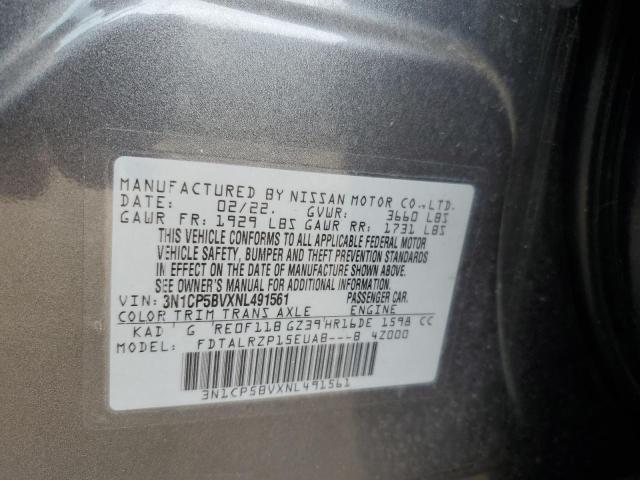 MANUFACTURED BY NISSAN MOTOR CO.,LTD.
DATE: 02/22. GVWR: 3660 LBS
GAWR FR: 1929 LBS GAWR RR: 1731 LBS
THIS VEHICLE CONFORMS TO ALL APPLICABLE FEDERAL MOTOR
VEHICLE SAFETY, BUMPER AND THEFT PREVENTION STANDARDS
IN EFFECT ON THE DATE OF MANUFACTURE SHOWN ABOVE.
SEE OWNER'S MANUAL FOR ADDITIONAL INFORMATION.
VIN: 3N1CP5BVXNL491561 PASSENGER CAR.
COLOR TRIM TRANS AXLE ENGINE
KAD G RE0F11B GZ39 HR16DE 1598 CC
MODEL: FDTALRZP15EUAB---B 4Z000
3N1CP5BVXNL491561